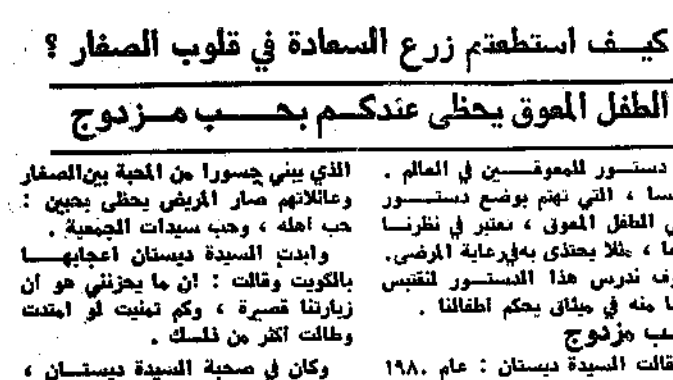 كيف استطعتم زرع السعادة في قلوب الصغار ؟
الطفل المعوق يحظى عندكم بحب مزدوج
دستور للمعوقين في العالم .
سا ، التي تهتم بوضع دستور
ي الطفل المعوق ، نعتبر في نظرنا
ا ، مثلا يحتذى به في رعاية المرضى.
ف ندرس هذا الدستور لنقتبس
ا منه في ميثاق يحكم اطفالنا .
ب مزدوج
قالت السيدة ديستان : عام ١٩٨٠
الذي يبني جسورا من المحبة بين الصغار
وعائلاتهم صار المريض يحظى بحبين :
حب اهله ، وحب سيدات الجمعية .
وابدت السيدة ديستان اعجابها
بالكويت وقالت : ان ما يحزنني هو أن
زيارتنا قصيرة ، وكم تمنيت لو امتدت
وطالت أكثر من ذلك .
وكان في صحبة السيدة ديستان ،